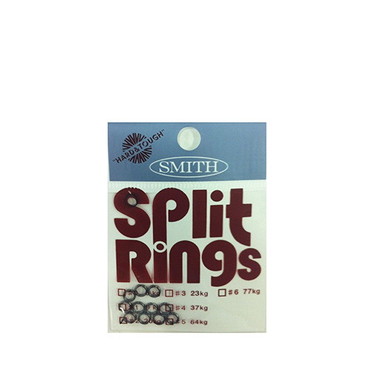 "HARD&TOUGH"
SMITH
Split
Rings
#3 23kg
#6 77kg
#4 37kg
#5 64kg